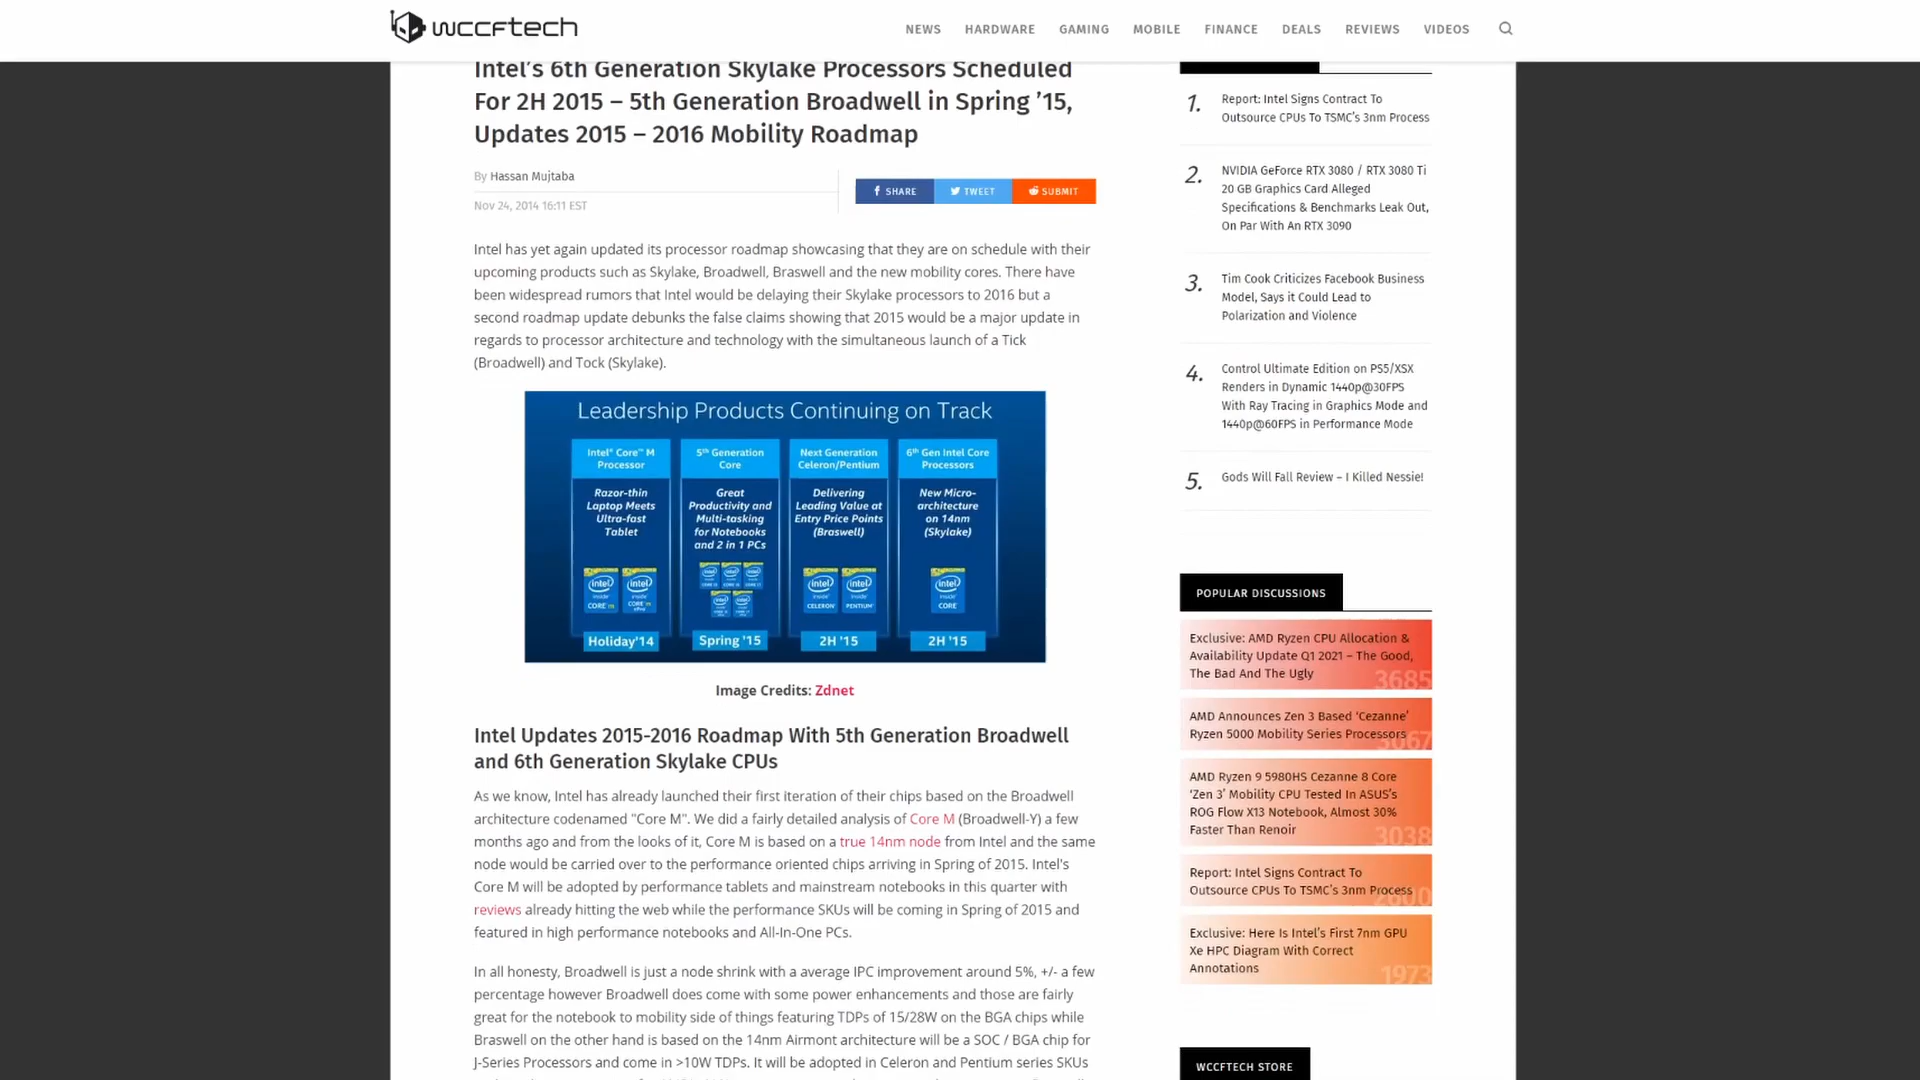 wccftech
NEWS HARDWARE GAMING MOBILE FINANCE DEALS REVIEWS VIDEOS
Intel’s 6th Generation Skylake Processors Scheduled
For 2H 2015 – 5th Generation Broadwell in Spring ’15,
Updates 2015 – 2016 Mobility Roadmap
By Hassan Mujtaba
Nov 24, 2014 16:11 EST
SHARE TWEET SUBMIT
Intel has yet again updated its processor roadmap showcasing that they are on schedule with their
upcoming products such as Skylake, Broadwell, Braswell and the new mobility cores. There have
been widespread rumors that Intel would be delaying their Skylake processors to 2016 but a
second roadmap update debunks the false claims showing that 2015 would be a major update in
regards to processor architecture and technology with the simultaneous launch of a Tick
(Broadwell) and Tock (Skylake).
Leadership Products Continuing on Track
Intel® Core™ M
Processor
Razor-thin
Laptop Meets
Ultra-fast
Tablet
Holiday'14
5th Generation
Core
Great
Productivity and
Multi-tasking
for Notebooks
and 2 in 1 PCs
Spring '15
Next Generation
Celeron/Pentium
Delivering
Leading Value at
Entry Price Points
(Braswell)
intel inside CELERON
intel inside PENTIUM
2H '15
6th Gen Intel Core
Processors
New Micro-
architecture
on 14nm
(Skylake)
intel inside CORE
2H '15
Image Credits: Zdnet
Intel Updates 2015-2016 Roadmap With 5th Generation Broadwell
and 6th Generation Skylake CPUs
As we know, Intel has already launched their first iteration of their chips based on the Broadwell
architecture codenamed "Core M". We did a fairly detailed analysis of Core M (Broadwell-Y) a few
months ago and from the looks of it, Core M is based on a true 14nm node from Intel and the same
node would be carried over to the performance oriented chips arriving in Spring of 2015. Intel's
Core M will be adopted by performance tablets and mainstream notebooks in this quarter with
reviews already hitting the web while the performance SKUs will be coming in Spring of 2015 and
featured in high performance notebooks and All-In-One PCs.
In all honesty, Broadwell is just a node shrink with a average IPC improvement around 5%, +/- a few
percentage however Broadwell does come with some power enhancements and those are fairly
great for the notebook to mobility side of things featuring TDPs of 15/28W on the BGA chips while
Braswell on the other hand is based on the 14nm Airmont architecture will be a SOC / BGA chip for
J-Series Processors and come in >10W TDPs. It will be adopted in Celeron and Pentium series SKUs
1. Report: Intel Signs Contract To
Outsource CPUs To TSMC’s 3nm Process
2. NVIDIA GeForce RTX 3080 / RTX 3080 Ti
20 GB Graphics Card Alleged
Specifications & Benchmarks Leak Out,
On Par With An RTX 3090
3. Tim Cook Criticizes Facebook Business
Model, Says it Could Lead to
Polarization and Violence
4. Control Ultimate Edition on PS5/XSX
Renders in Dynamic 1440p@30FPS
With Ray Tracing in Graphics Mode and
1440p@60FPS in Performance Mode
5. Gods Will Fall Review – I Killed Nessie!
POPULAR DISCUSSIONS
Exclusive: AMD Ryzen CPU Allocation &
Availability Update Q1 2021 – The Good,
The Bad And The Ugly
3685
AMD Announces Zen 3 Based ‘Cezanne’
Ryzen 5000 Mobility Series Processors
3067
AMD Ryzen 9 5980HS Cezanne 8 Core
‘Zen 3’ Mobility CPU Tested In ASUS’s
ROG Flow X13 Notebook, Almost 30%
Faster Than Renoir
3038
Report: Intel Signs Contract To
Outsource CPUs To TSMC’s 3nm Process
2600
Exclusive: Here Is Intel’s First 7nm GPU
Xe HPC Diagram With Correct
Annotations
1973
WCCFTECH STORE